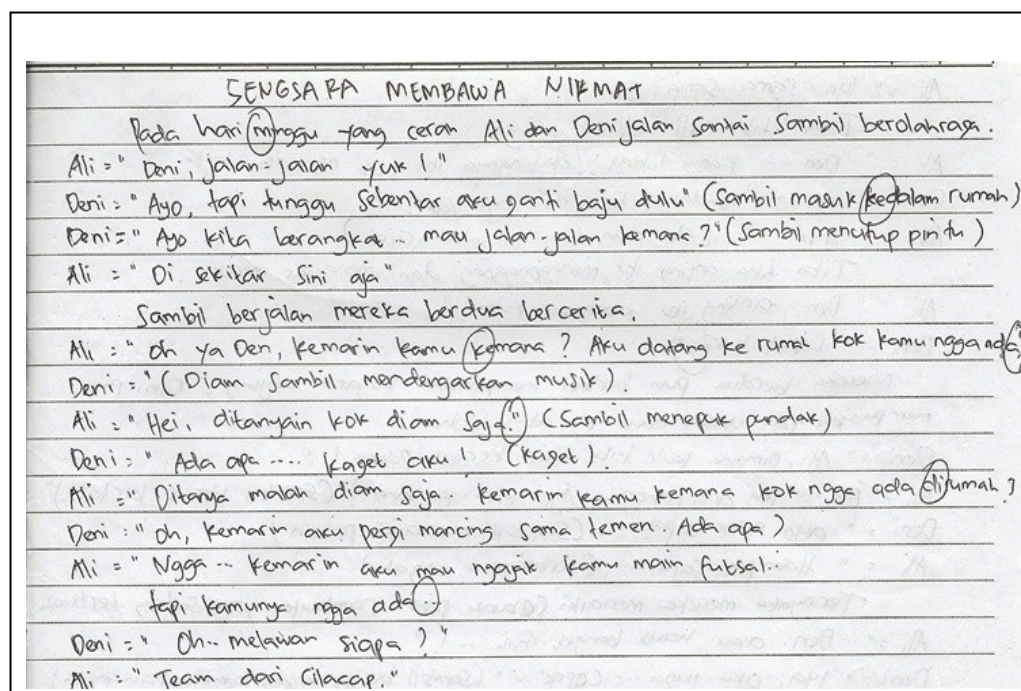 SENGSARA MEMBAWA NIKMAT
Pada hari minggu yang cerah Ali dan Deni jalan santai sambil berolahraga.
Ali = " Deni, jalan-jalan yuk !"
Deni = " Ayo, tapi tunggu sebentar aku ganti baju dulu" (sambil masuk kedalam rumah)
Deni = " Ayo kita berangkat... mau jalan-jalan kemana ?" (sambil menutup pintu)
Ali = " Di sekitar sini aja"
Sambil berjalan mereka berdua bercerita.
Ali = " oh ya Den, kemarin kamu kemana ? Aku datang ke rumah kok kamu ngga ada"
Deni = " (Diam sambil mendengarkan musik).
Ali = " Hei, ditanyain kok diam saja." (sambil menepuk pundak)
Deni = " Ada apa .... kaget aku (kaget).
Ali = " Ditanya malah diam saja. kemarin kamu kemana kok ngga ada dirumah ?
Deni = " oh, kemarin aku pergi mancing sama temen. Ada apa ?
Ali = " Ngga ... kemarin aku mau ngajak kamu main futsal..
tapi kamunya ngga ada..
Deni = " Oh.. melawan siapa ? "
Ali = " Team dari Cilacap."